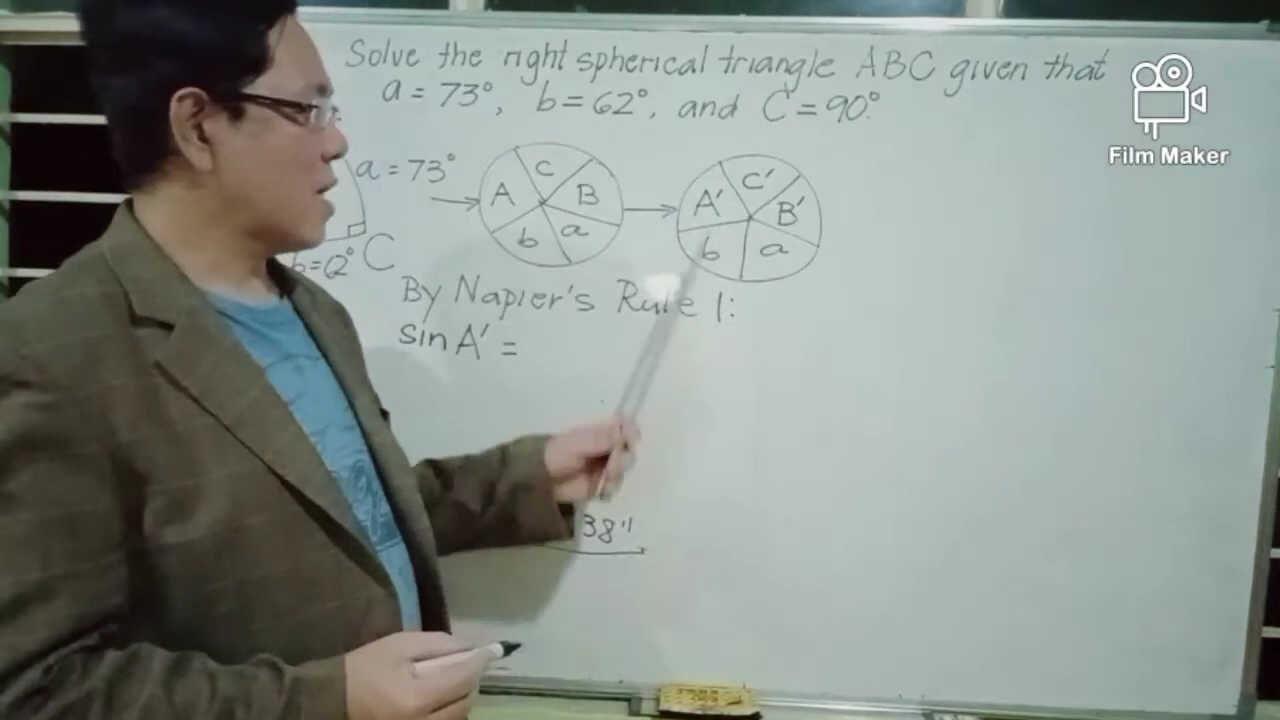 Solve the right spherical triangle ABC given that
a = 73°, b = 62°, and C = 90°.
Film Maker
a = 73°
A c B b a
A' c' B' b a
b=62° C
By Napier's Rule 1:
sin A' =
38"